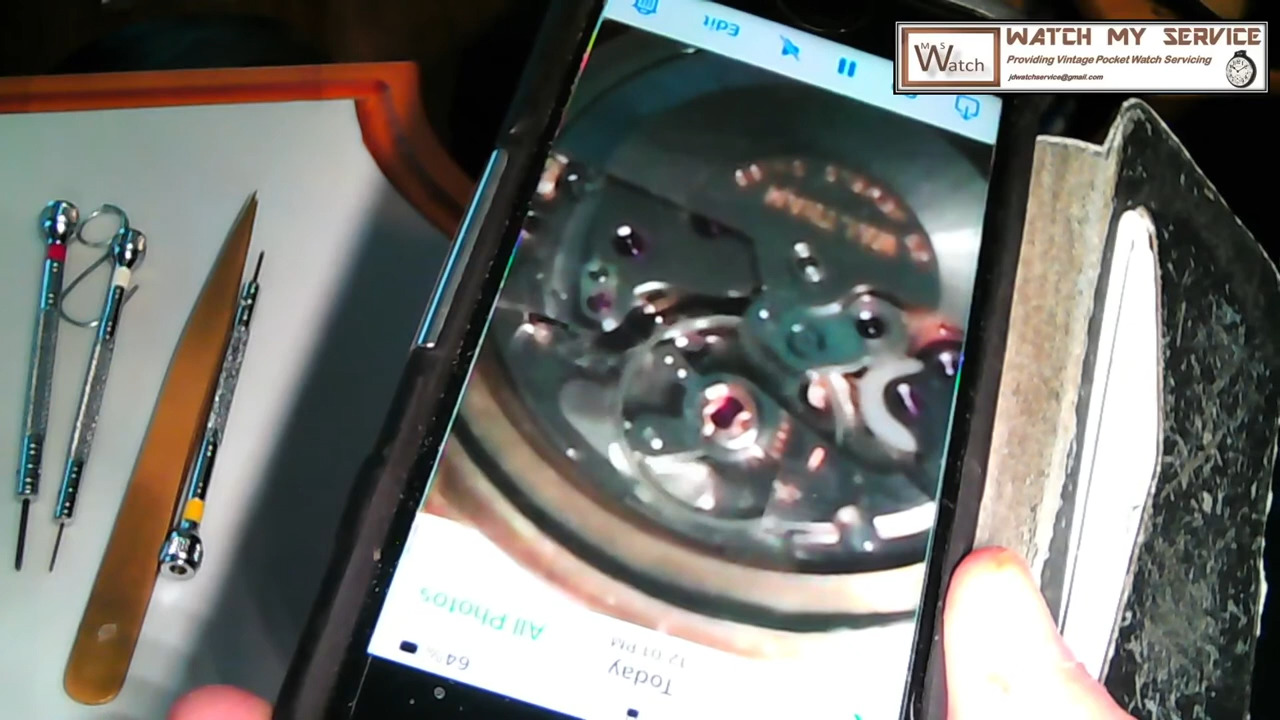 WATCH MY SERVICE
MS
Watch
Providing Vintage Pocket Watch Servicing
jdwatchservice@gmail.com
Edit
All Photos
64%
Today
12:01 PM